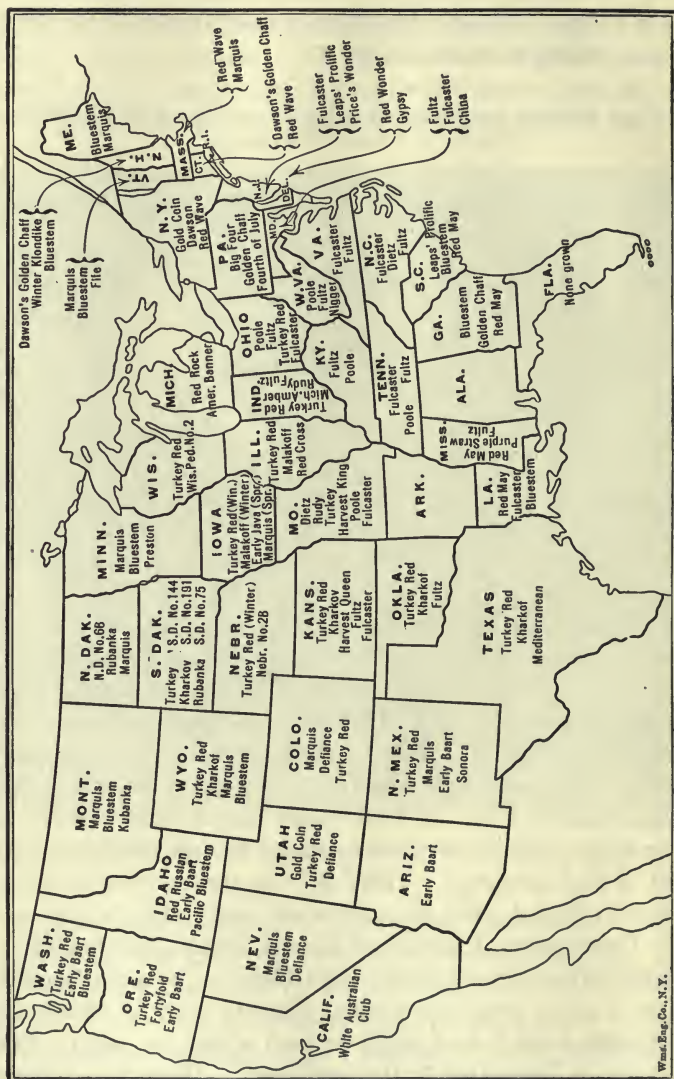 WASH.
Turkey Red
Early Baart
Bluestem
ORE.
Turkey Red
Fortyfold
Early Baart
CALIF.
White Australian
Club
NEV.
Marquis
Bluestem
Defiance
IDAHO
Red Russian
Early Baart
Pacific Bluestem
MONT.
Marquis
Bluestem
Kubanka
WYO.
Turkey Red
Kharkof
Marquis
Bluestem
UTAH
Gold Coin
Turkey Red
Defiance
COLO.
Marquis
Defiance
Turkey Red
ARIZ.
Early Baart
N. MEX.
Turkey Red
Marquis
Early Baart
Sonora
N. DAK.
N.D. No.68
Rubanka
Marquis
S. DAK.
Turkey S.D. No.144
Kharkov S.D. No.191
Rubanka S.D. No.75
NEBR.
Turkey Red (Winter)
Nebr. No.28
KANS.
Turkey Red
Kharkov
Harvest Queen
Fultz
Fulcaster
OKLA.
Turkey Red
Kharkof
Fultz
TEXAS
Turkey Red
Kharkof
Mediterranean
MINN.
Marquis
Bluestem
Preston
IOWA
Turkey Red (Win.)
Malakoff (Winter)
Early Java (Spr.)
Marquis (Spr.)
MO.
Dietz
Rudy
Turkey
Harvest King
Poole
Fulcaster
ARK.
LA.
Red May
Fulcaster
Bluestem
WIS.
Turkey Red
Wis.Ped.No.2
ILL.
Turkey Red
Malakoff
Red Cross
MICH.
Red Rock
Amer. Banner
IND.
Turkey Red
Mich.Amber
Rudy Fultz
OHIO
Poole
Fultz
Turkey Red
Fulcaster
KY.
Fultz
Poole
TENN.
Fulcaster
Fultz
Poole
MISS.
Red May
Purple Straw
Fultz
ALA.
GA.
Bluestem
Golden Chaff
Red May
FLA.
None grown
S.C.
Leaps' Prolific
Bluestem
Red May
N.C.
Fulcaster
Dietz
Fultz
VA.
Fulcaster
Fultz
W.VA.
Poole
Fultz
Nigger
PA.
Big Four
Golden Chaff
Fourth of July
N.Y.
Gold Coin
Dawson
Red Wave
ME.
Bluestem
Marquis
N.H.
VT.
MASS.
CT.
R.I.
N.J.
DEL.
MD.
Dawson's Golden Chaff
Winter Klondike
Bluestem
Marquis
Bluestem
Fife
Red Wave
Marquis
Dawson's Golden Chaff
Red Wave
Fulcaster
Leaps' Prolific
Price's Wonder
Red Wonder
Gypsy
Fultz
Fulcaster
China
Wms.Eng.Co.,N.Y.